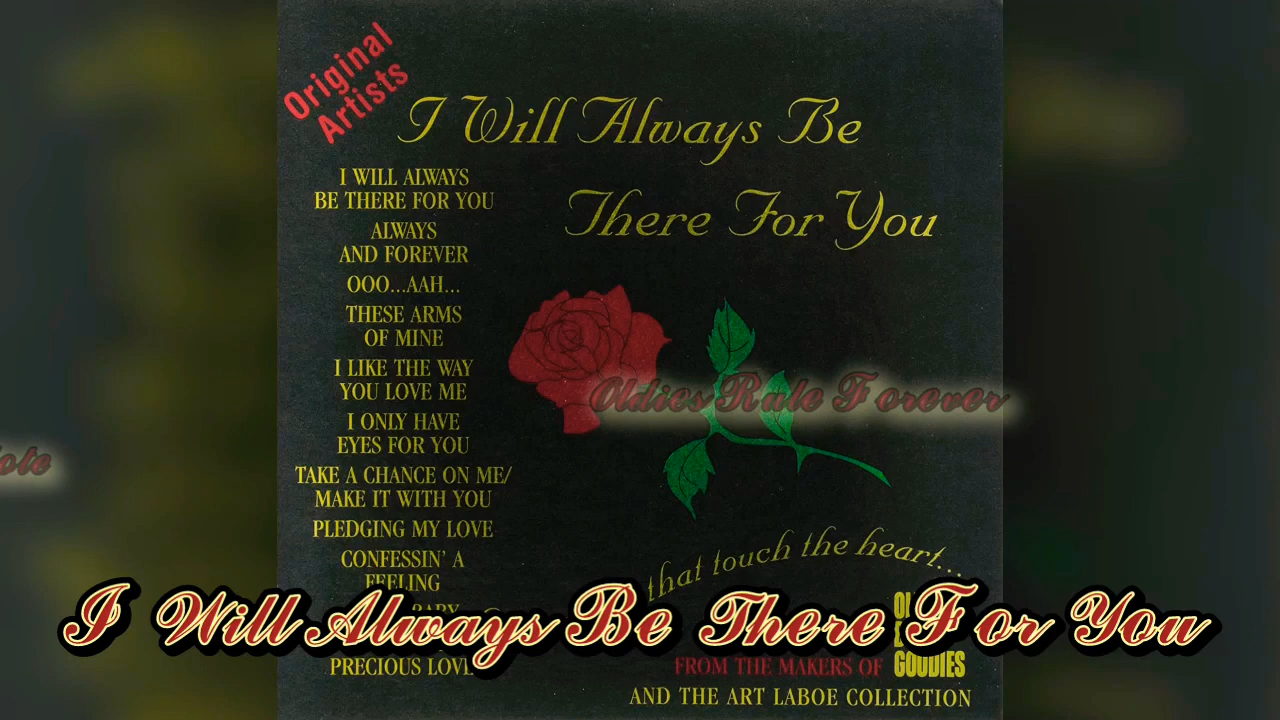 Original
Artists
I Will Always Be
There For You
I WILL ALWAYS
BE THERE FOR YOU
ALWAYS
AND FOREVER
OOO...AAH...
THESE ARMS
OF MINE
I LIKE THE WAY
YOU LOVE ME
I ONLY HAVE
EYES FOR YOU
TAKE A CHANCE ON ME/
MAKE IT WITH YOU
PLEDGING MY LOVE
CONFESSIN' A
FEELING
BABY
PRECIOUS LOVE
Oldies Rule Forever
that touch the heart...
I Will Always Be There For You
FROM THE MAKERS OF
GOODIES
AND THE ART LABOE COLLECTION